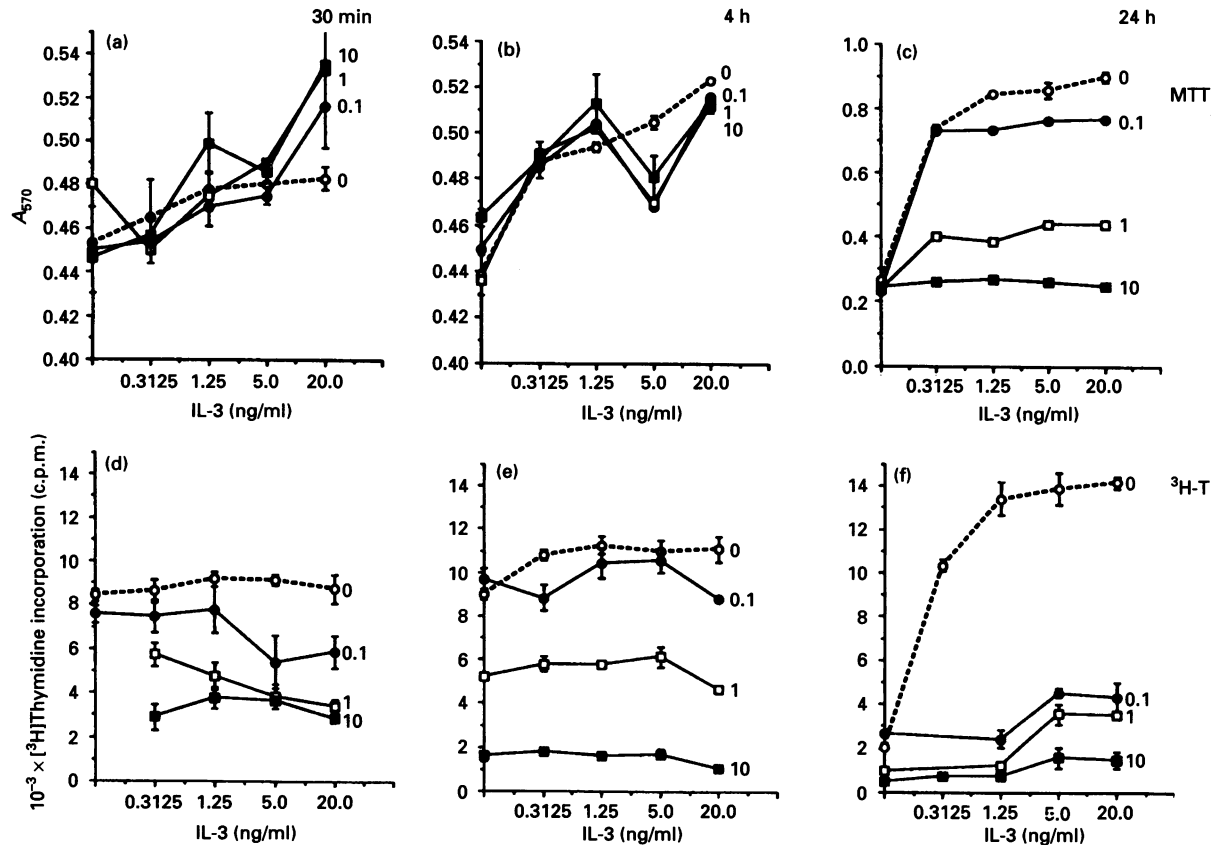 30 min
4 h
24 h
(a)
0.54
0.52
0.50
0.48
0.46
0.44
0.42
0.40
A570
10
1
0.1
0
0.3125 1.25 5.0 20.0
IL-3 (ng/ml)
(b)
0.54
0.52
0.50
0.48
0.46
0.44
0.42
0.40
0
0.1
1
10
0.3125 1.25 5.0 20.0
IL-3 (ng/ml)
(c)
1.0
0.8
0.6
0.4
0.2
0.0
0
0.1
1
10
MTT
0.3125 1.25 5.0 20.0
IL-3 (ng/ml)
(d)
14
12
10
8
6
4
2
0
10⁻³ × [³H]Thymidine incorporation (c.p.m.)
0
0.1
1
10
0.3125 1.25 5.0 20.0
IL-3 (ng/ml)
(e)
14
12
10
8
6
4
2
0
0
0.1
1
10
0.3125 1.25 5.0 20.0
IL-3 (ng/ml)
(f)
14
12
10
8
6
4
2
0
0
0.1
1
10
³H-T
0.3125 1.25 5.0 20.0
IL-3 (ng/ml)